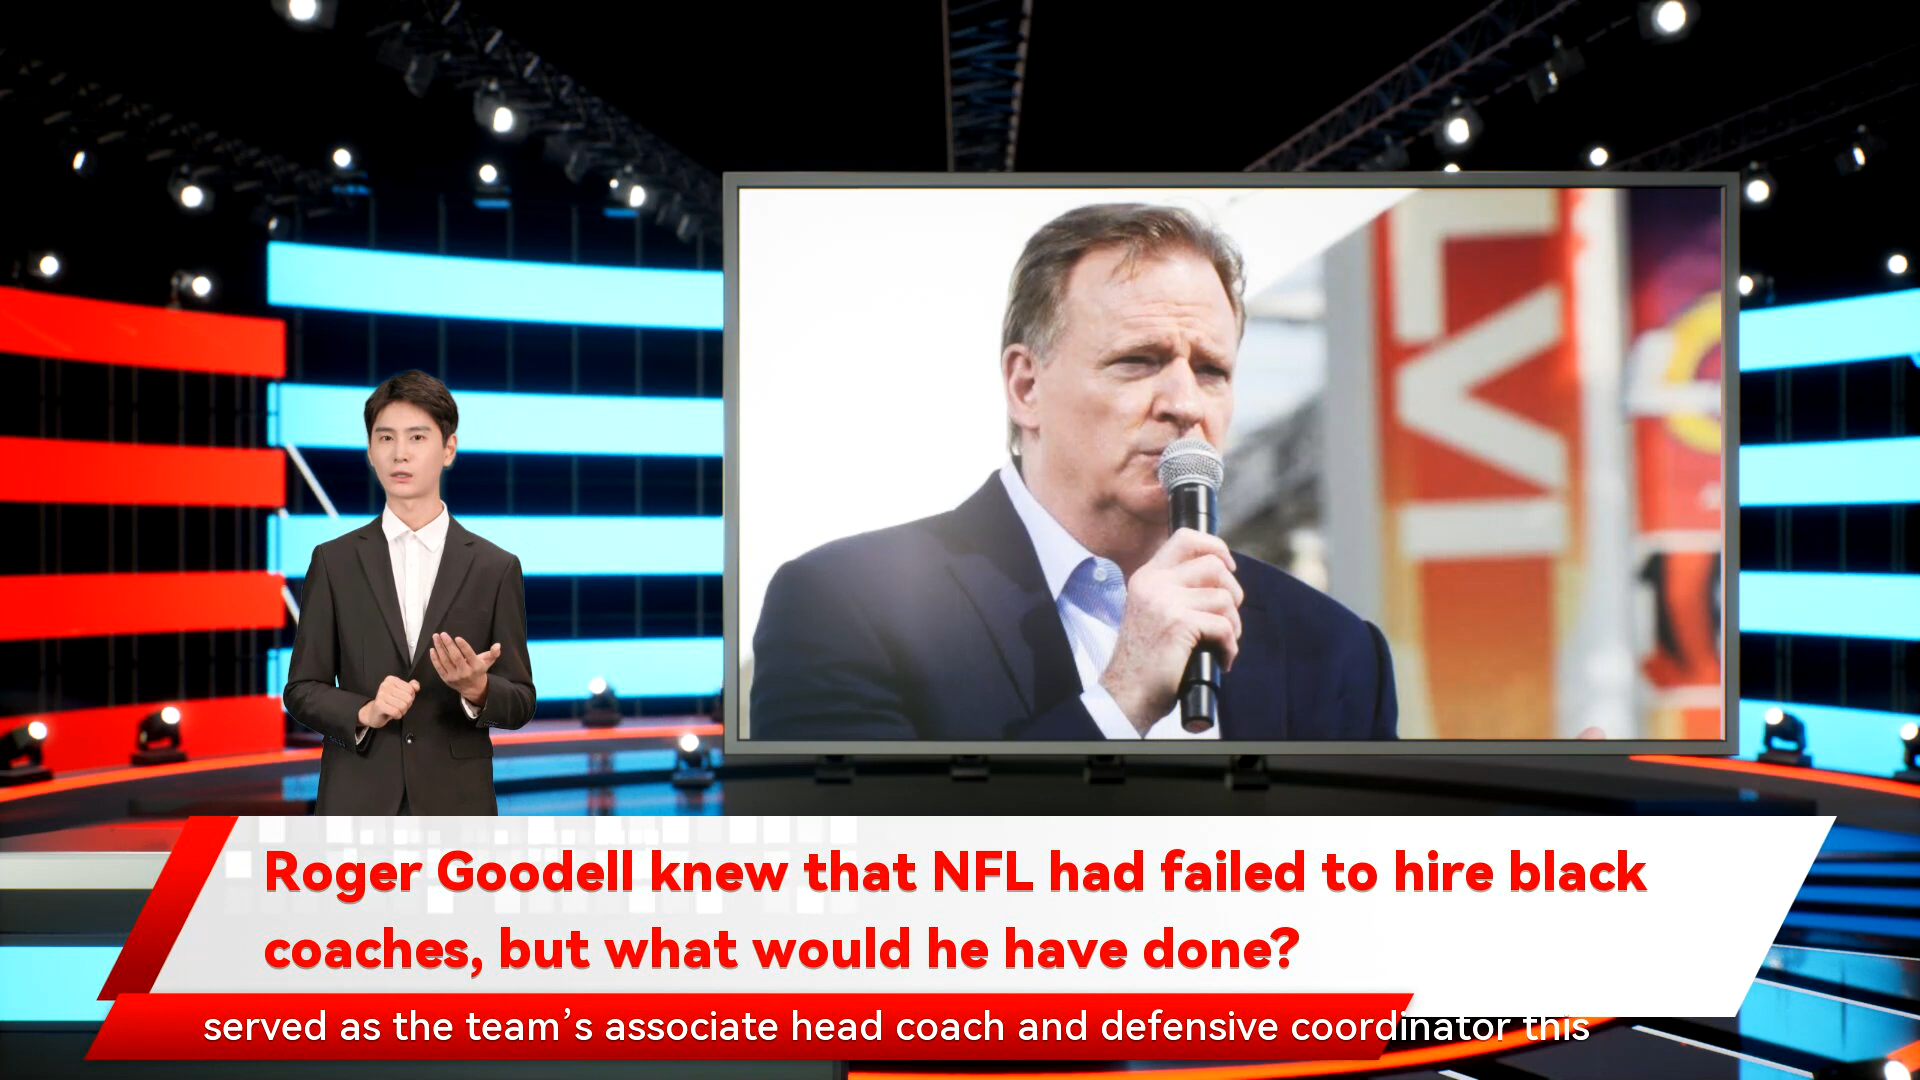 LVI
Roger Goodell knew that NFL had failed to hire black
coaches, but what would he have done?
served as the team’s associate head coach and defensive coordinator this